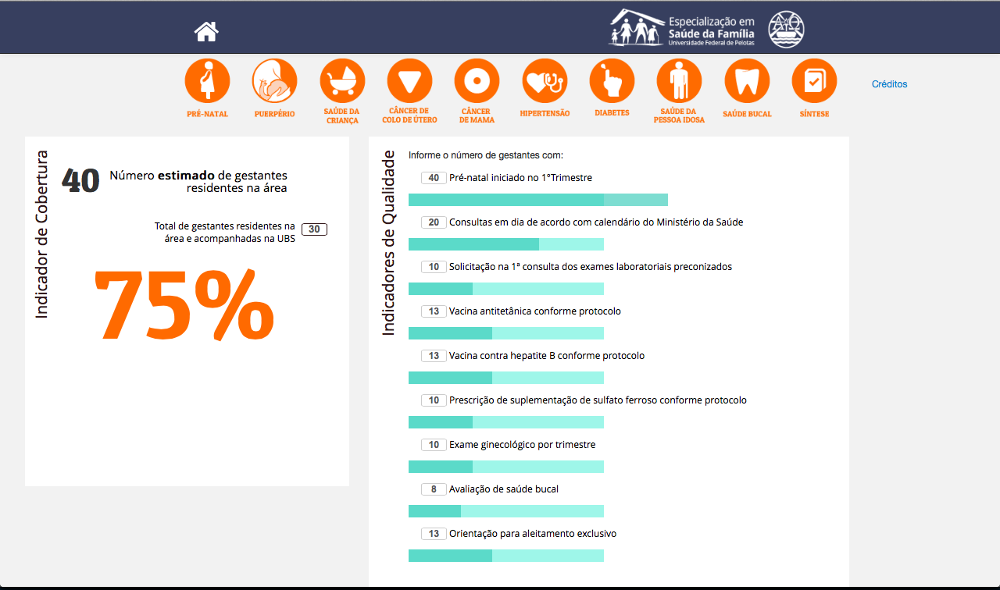 Especialização em
Saúde da Família
Universidade Federal de Pelotas
PRÉ-NATAL
PUERPÉRIO
SAÚDE DA
CRIANÇA
CÂNCER DE
COLO DE ÚTERO
CÂNCER
DE MAMA
HIPERTENSÃO
DIABETES
SAÚDE DA
PESSOA IDOSA
SAÚDE BUCAL
SÍNTESE
Créditos
Indicador de Cobertura
40 Número estimado de gestantes
residentes na área
Total de gestantes residentes na
área e acompanhadas na UBS 30
75%
Indicadores de Qualidade
Informe o número de gestantes com:
40 Pré-natal iniciado no 1°Trimestre
20 Consultas em dia de acordo com calendário do Ministério da Saúde
10 Solicitação na 1ª consulta dos exames laboratoriais preconizados
13 Vacina antitetânica conforme protocolo
13 Vacina contra hepatite B conforme protocolo
10 Prescrição de suplementação de sulfato ferroso conforme protocolo
10 Exame ginecológico por trimestre
8 Avaliação de saúde bucal
13 Orientação para aleitamento exclusivo